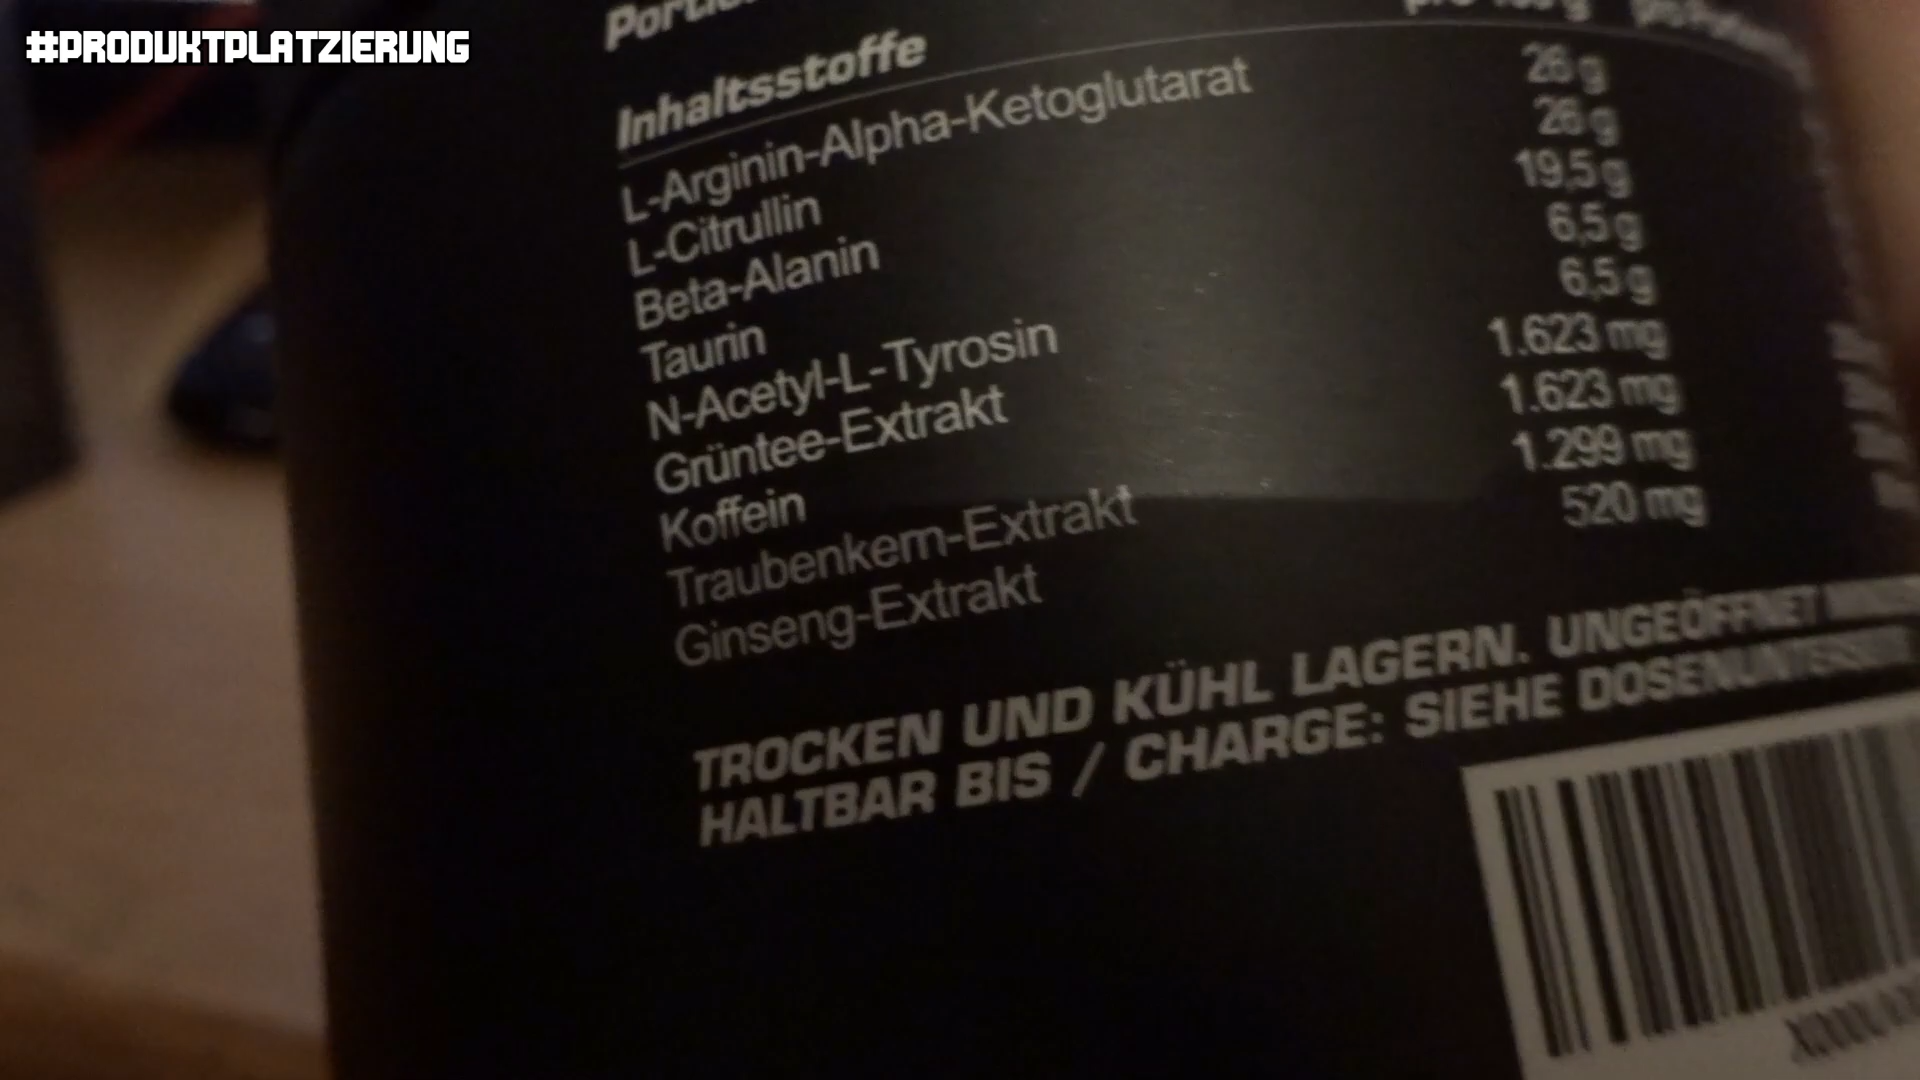 #PRODUKTPLATZIERUNG
Inhaltsstoffe
L-Arginin-Alpha-Ketoglutarat 26 g
L-Citrullin 26 g
Beta-Alanin 19,5 g
Taurin 6,5 g
N-Acetyl-L-Tyrosin 6,5 g
Grüntee-Extrakt 1.623 mg
Koffein 1.623 mg
Traubenkern-Extrakt 1.299 mg
Ginseng-Extrakt 520 mg
TROCKEN UND KÜHL LAGERN. UNGEÖFFNET
HALTBAR BIS / CHARGE: SIEHE DOSENUNTERSEITE